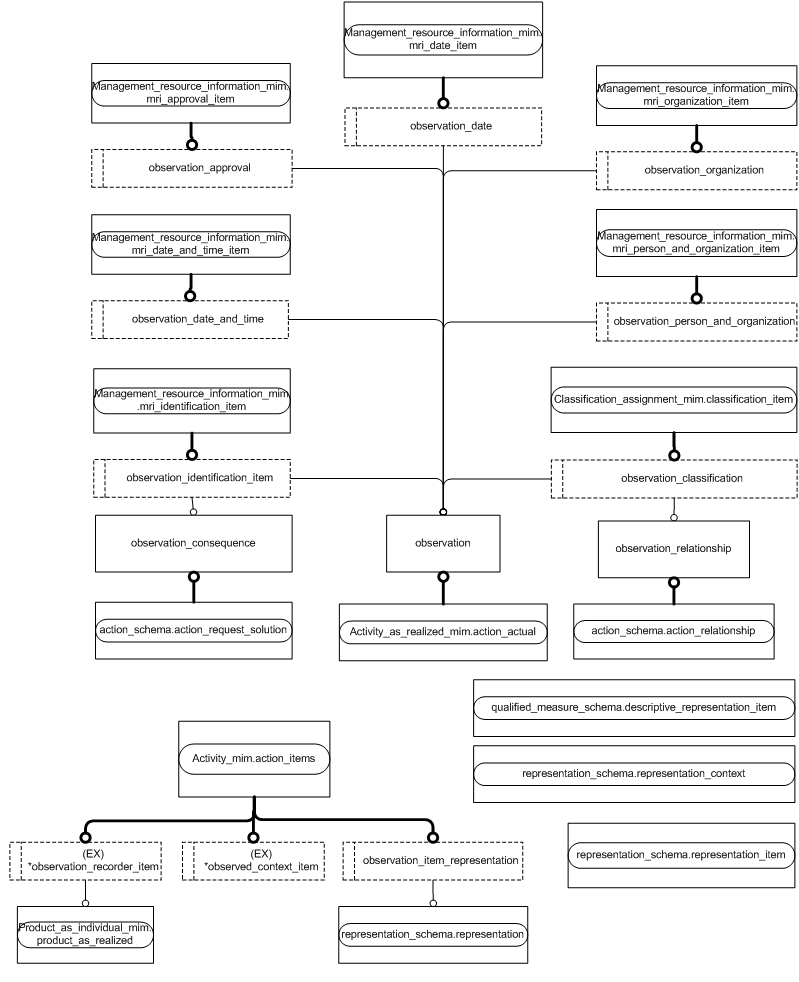 Management_resource_information_mim.
mri_date_item
Management_resource_information_mim.
mri_approval_item
Management_resource_information_mim.
mri_organization_item
observation_date
observation_approval
observation_organization
Management_resource_information_mim.
mri_date_and_time_item
Management_resource_information_mim.
mri_person_and_organization_item
observation_date_and_time
observation_person_and_organization
Management_resource_information_mim
.mri_identification_item
Classification_assignment_mim.classification_item
observation_identification_item
observation_classification
observation_consequence
observation
observation_relationship
action_schema.action_request_solution
Activity_as_realized_mim.action_actual
action_schema.action_relationship
qualified_measure_schema.descriptive_representation_item
Activity_mim.action_items
representation_schema.representation_context
(EX)
*observation_recorder_item
(EX)
*observed_context_item
observation_item_representation
representation_schema.representation_item
Product_as_individual_mim.
product_as_realized
representation_schema.representation